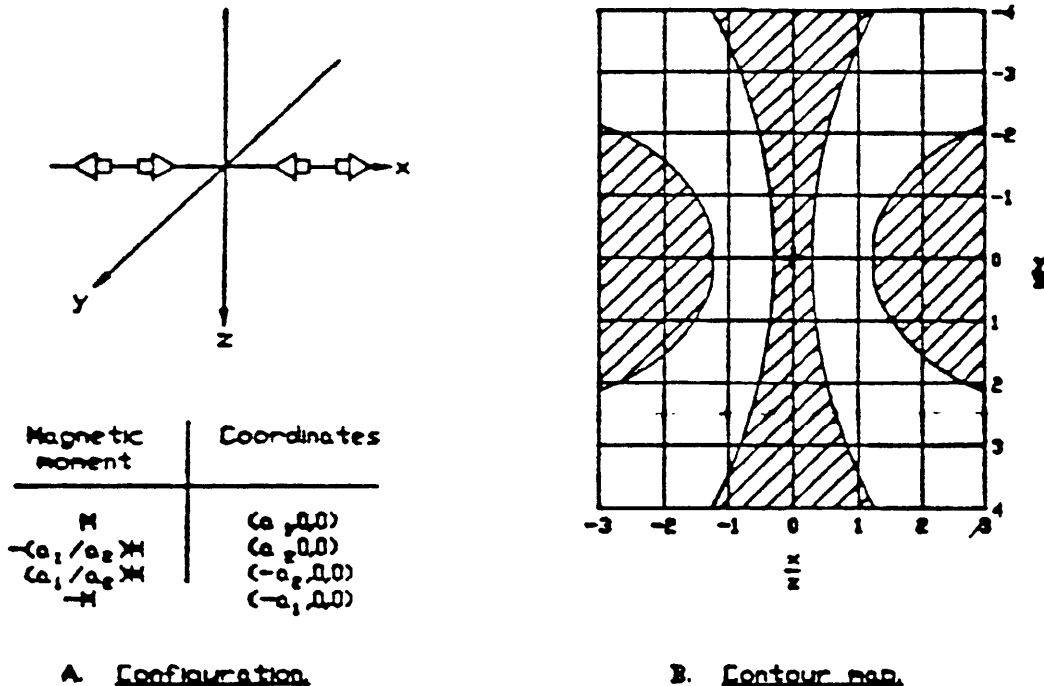 x
y
z
Magnetic moment
Coordinates
M
(a₁,0,0)
-(a₁/a₂)M
(a₂,0,0)
(a₁/a₂)M
(-a₂,0,0)
-M
(-a₁,0,0)
A. Configuration.
-4
-3
-2
-1
0
1
2
3
4
-3
-2
-1
0
1
2
3
x
z
B. Contour map.